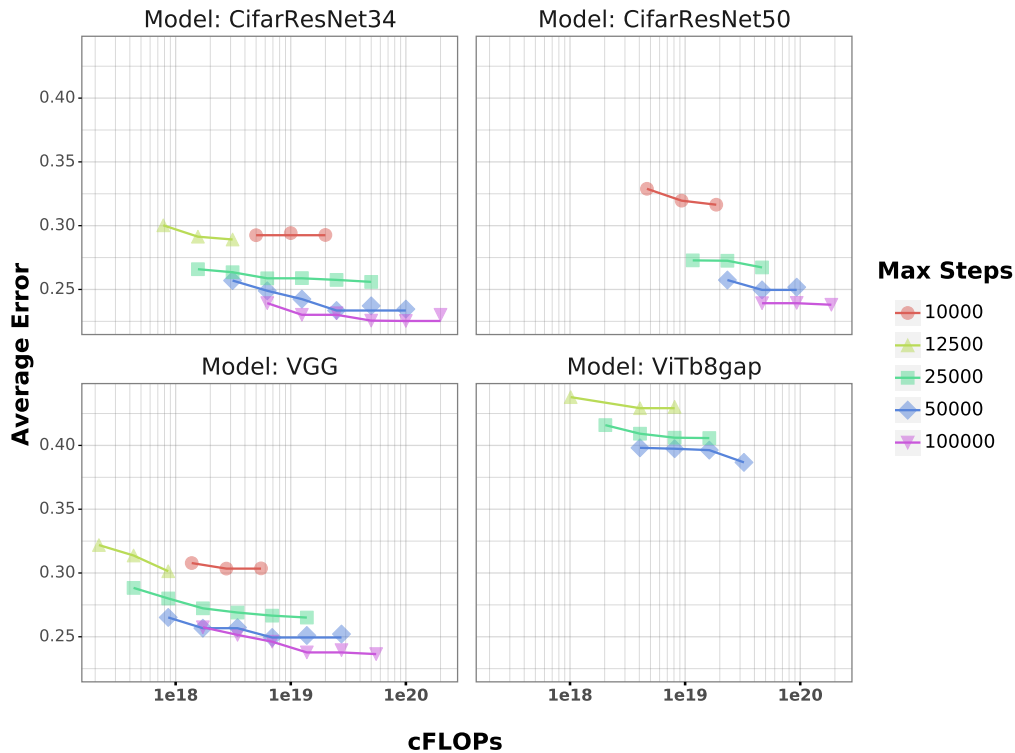 Model: CifarResNet34
Model: CifarResNet50
0.40
0.35
0.30
0.25
Model: VGG
Model: ViTb8gap
0.40
0.35
0.30
0.25
1e18
1e19
1e20
1e18
1e19
1e20
Average Error
cFLOPs
Max Steps
10000
12500
25000
50000
100000